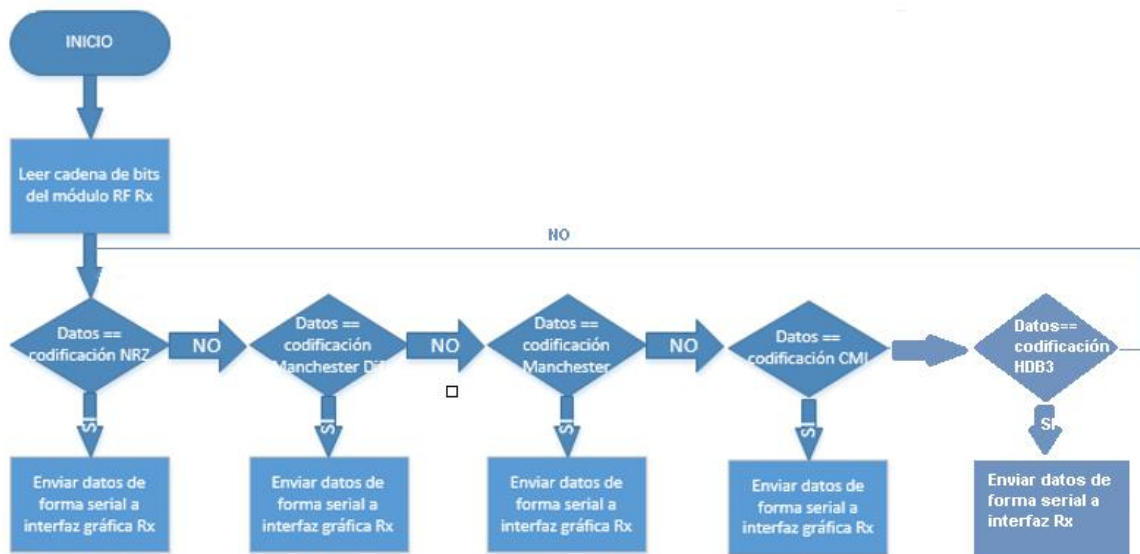 INICIO
Leer cadena de bits
del módulo RF Rx
NO
Datos ==
codificación NRZ
NO
Datos ==
codificación
Manchester Dif
NO
Datos ==
codificación
Manchester
NO
Datos ==
codificación CMI
Datos==
codificación
HDB3
SI
SI
SI
SI
SI
Enviar datos de
forma serial a
interfaz gráfica Rx
Enviar datos de
forma serial a
interfaz gráfica Rx
Enviar datos de
forma serial a
interfaz gráfica Rx
Enviar datos de
forma serial a
interfaz gráfica Rx
Enviar datos de
forma serial a
interfaz Rx